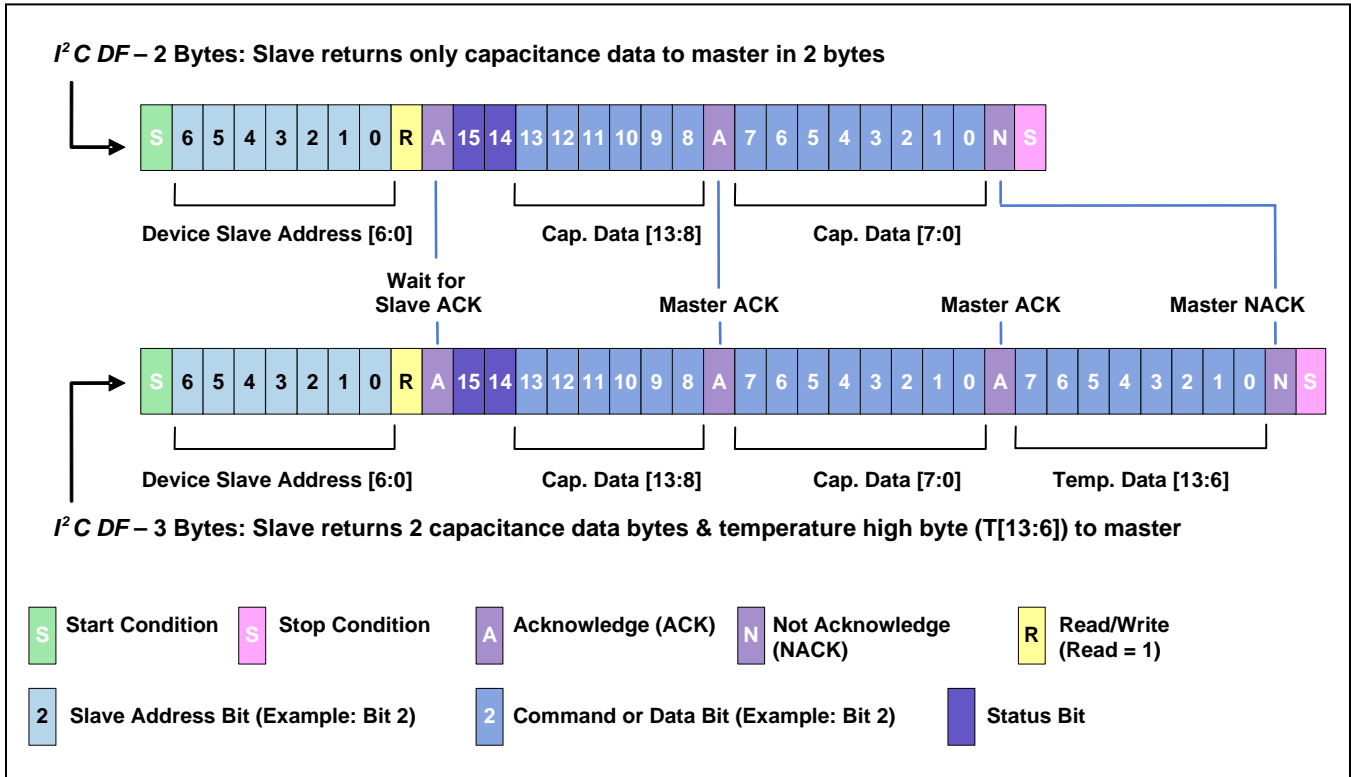 I² C DF – 2 Bytes: Slave returns only capacitance data to master in 2 bytes
S 6 5 4 3 2 1 0 R A 15 14 13 12 11 10 9 8 A 7 6 5 4 3 2 1 0 N S
Device Slave Address [6:0] Cap. Data [13:8] Cap. Data [7:0]
Wait for
Slave ACK Master ACK Master ACK Master NACK
S 6 5 4 3 2 1 0 R A 15 14 13 12 11 10 9 8 A 7 6 5 4 3 2 1 0 A 7 6 5 4 3 2 1 0 N S
Device Slave Address [6:0] Cap. Data [13:8] Cap. Data [7:0] Temp. Data [13:6]
I² C DF – 3 Bytes: Slave returns 2 capacitance data bytes & temperature high byte (T[13:6]) to master
S Start Condition S Stop Condition A Acknowledge (ACK) N Not Acknowledge
(NACK) R Read/Write
(Read = 1)
2 Slave Address Bit (Example: Bit 2) 2 Command or Data Bit (Example: Bit 2) Status Bit